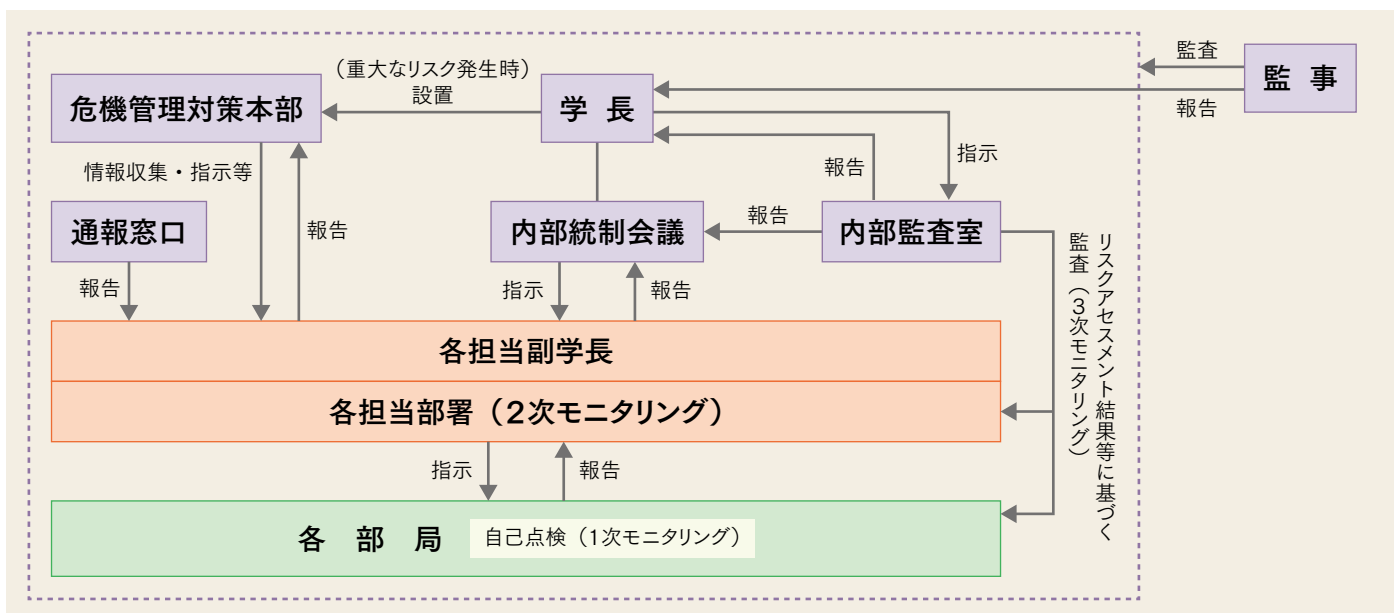 監査
監 事
報告
(重大なリスク発生時)
設置
危機管理対策本部
学 長
情報収集・指示等
報告
報告
指示
通報窓口
内部統制会議
報告
内部監査室
報告
指示
報告
リスクアセスメント結果等に基づく
監査(3次モニタリング)
各担当副学長
各担当部署(2次モニタリング)
指示
報告
各 部 局
自己点検(1次モニタリング)